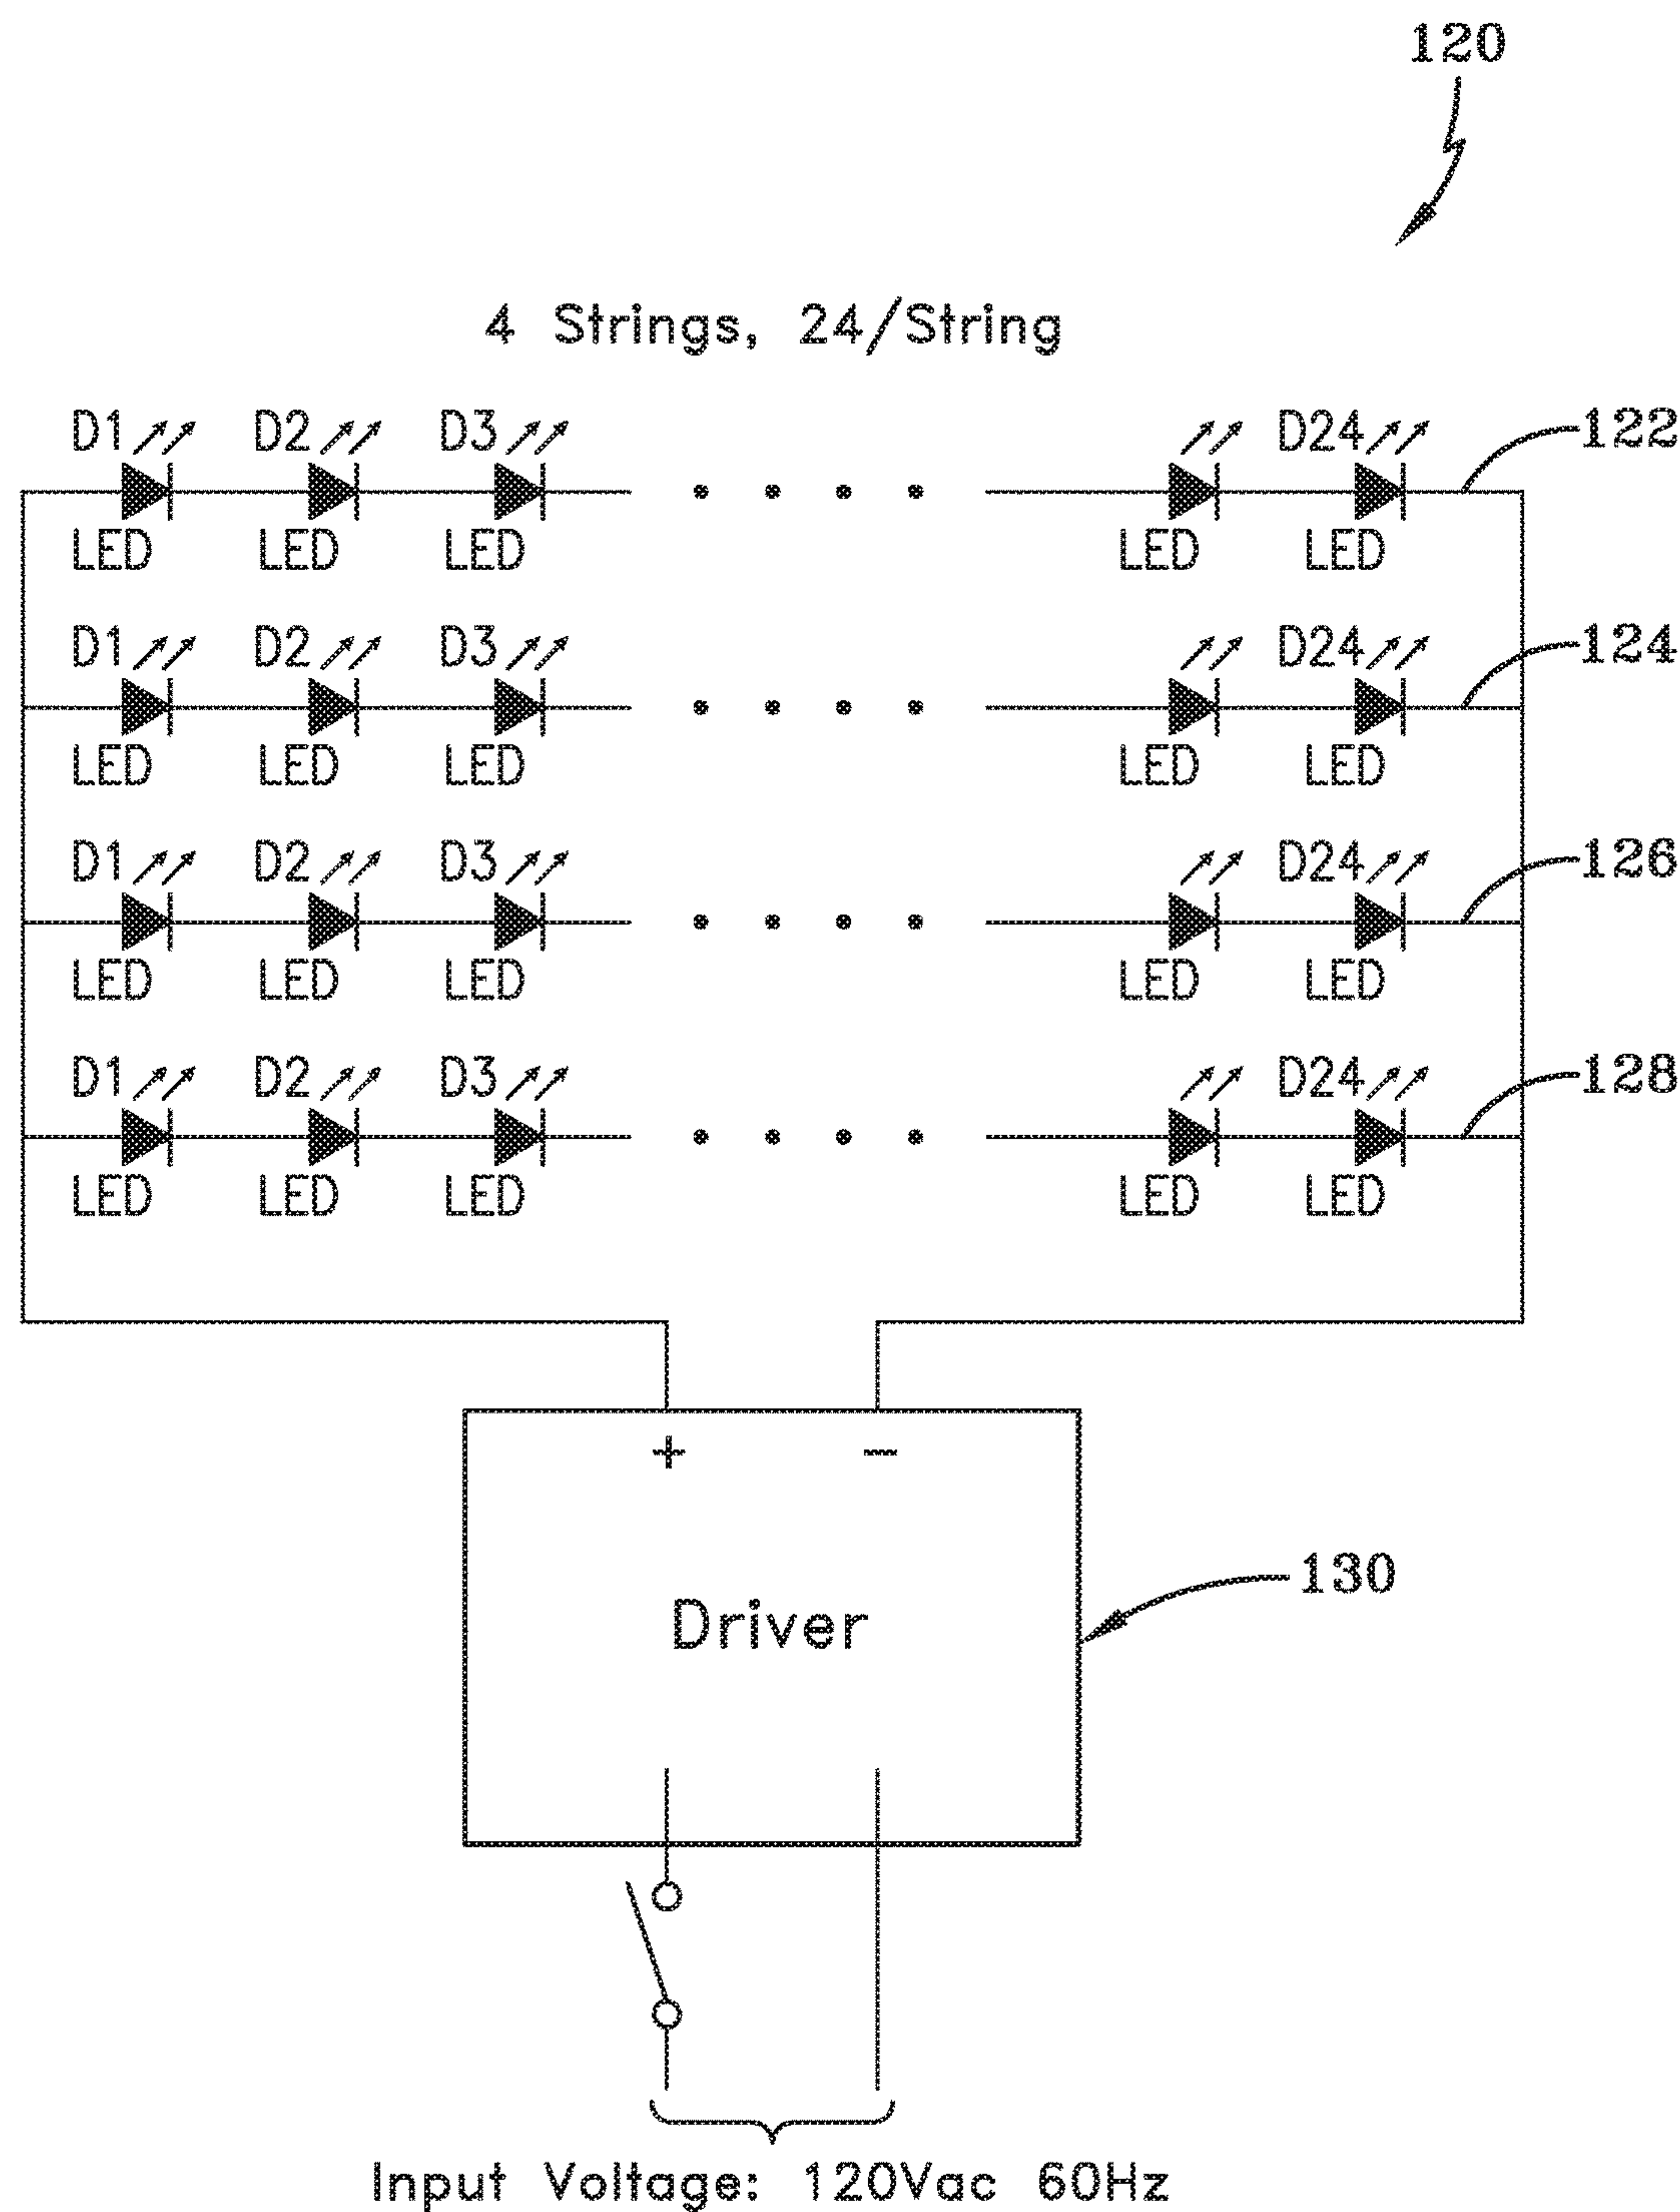 120
4 Strings, 24/String
D1 D2 D3 D24 122
LED LED LED LED LED
D1 D2 D3 D24 124
LED LED LED LED LED
D1 D2 D3 D24 126
LED LED LED LED LED
D1 D2 D3 D24 128
LED LED LED LED LED
+ −
Driver
130
Input Voltage: 120Vac 60Hz